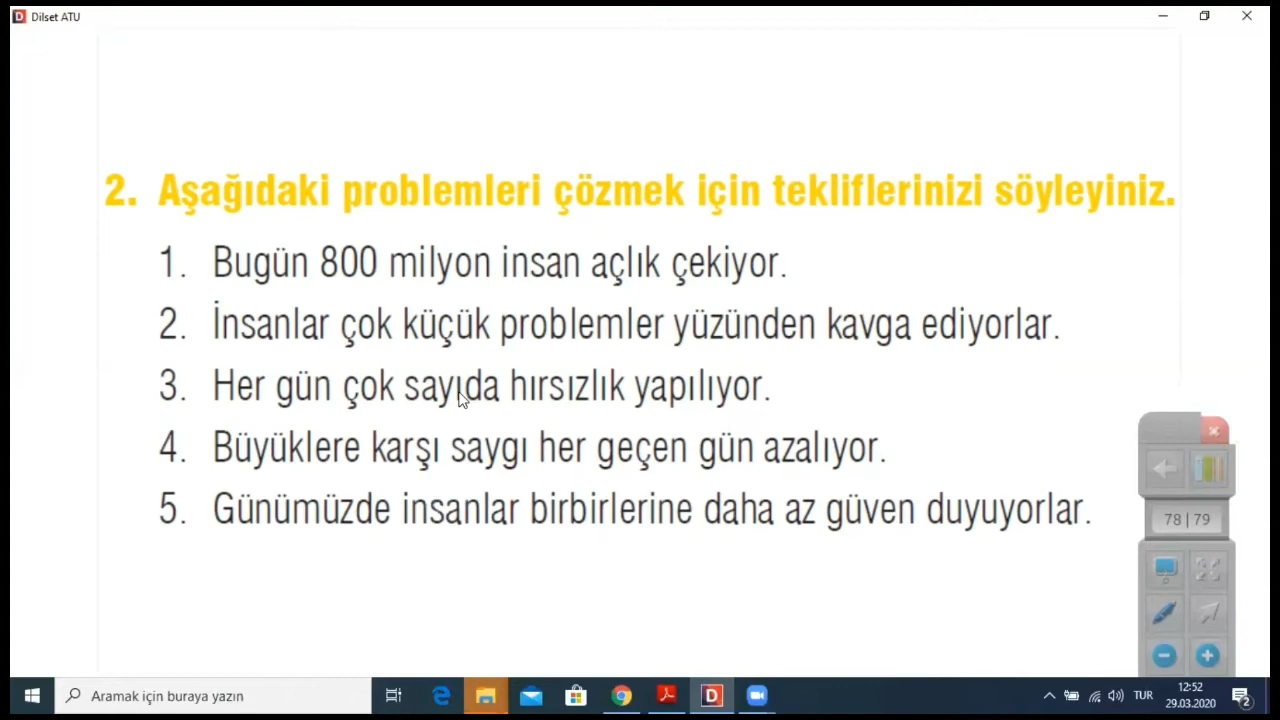 Dilset ATU
2. Aşağıdaki problemleri çözmek için tekliflerinizi söyleyiniz.
1. Bugün 800 milyon insan açlık çekiyor.
2. İnsanlar çok küçük problemler yüzünden kavga ediyorlar.
3. Her gün çok sayıda hırsızlık yapılıyor.
4. Büyüklere karşı saygı her geçen gün azalıyor.
5. Günümüzde insanlar birbirlerine daha az güven duyuyorlar.
78|79
Aramak için buraya yazın
TUR
12:52
29.03.2020
2